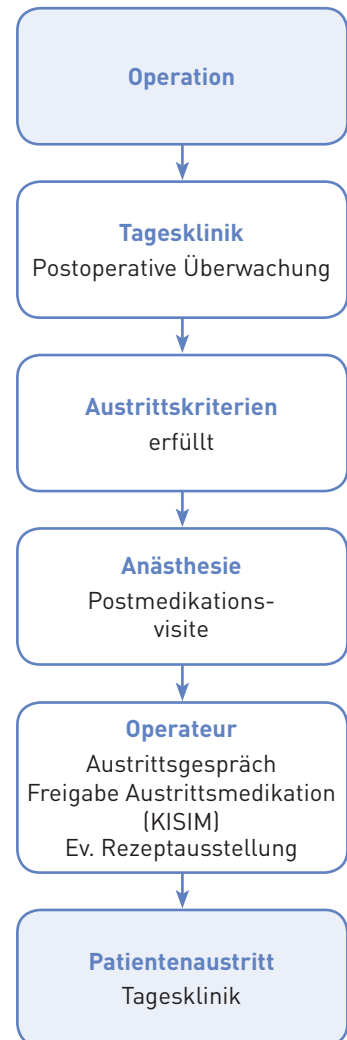 Operation
Tagesklinik
Postoperative Überwachung
Austrittskriterien
erfüllt
Anästhesie
Postmedikations-
visite
Operateur
Austrittsgespräch
Freigabe Austrittsmedikation
(KISIM)
Ev. Rezeptausstellung
Patientenaustritt
Tagesklinik